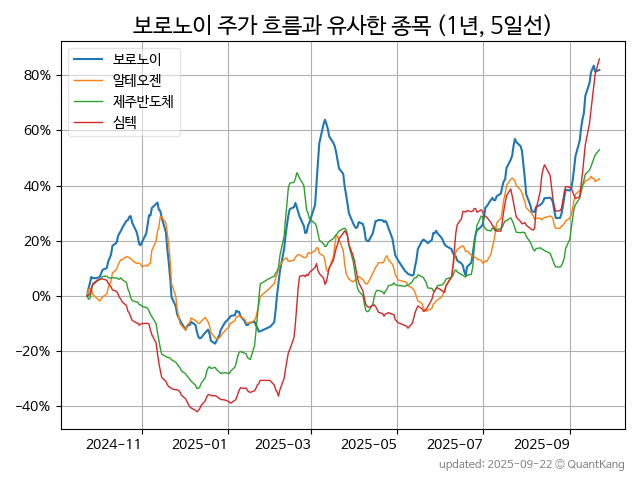 보로노이 주가 흐름과 유사한 종목 (1년, 5일선)
보로노이
알테오젠
제주반도체
심텍
80%
60%
40%
20%
0%
−20%
−40%
2024-11
2025-01
2025-03
2025-05
2025-07
2025-09
updated: 2025-09-22 © QuantKang